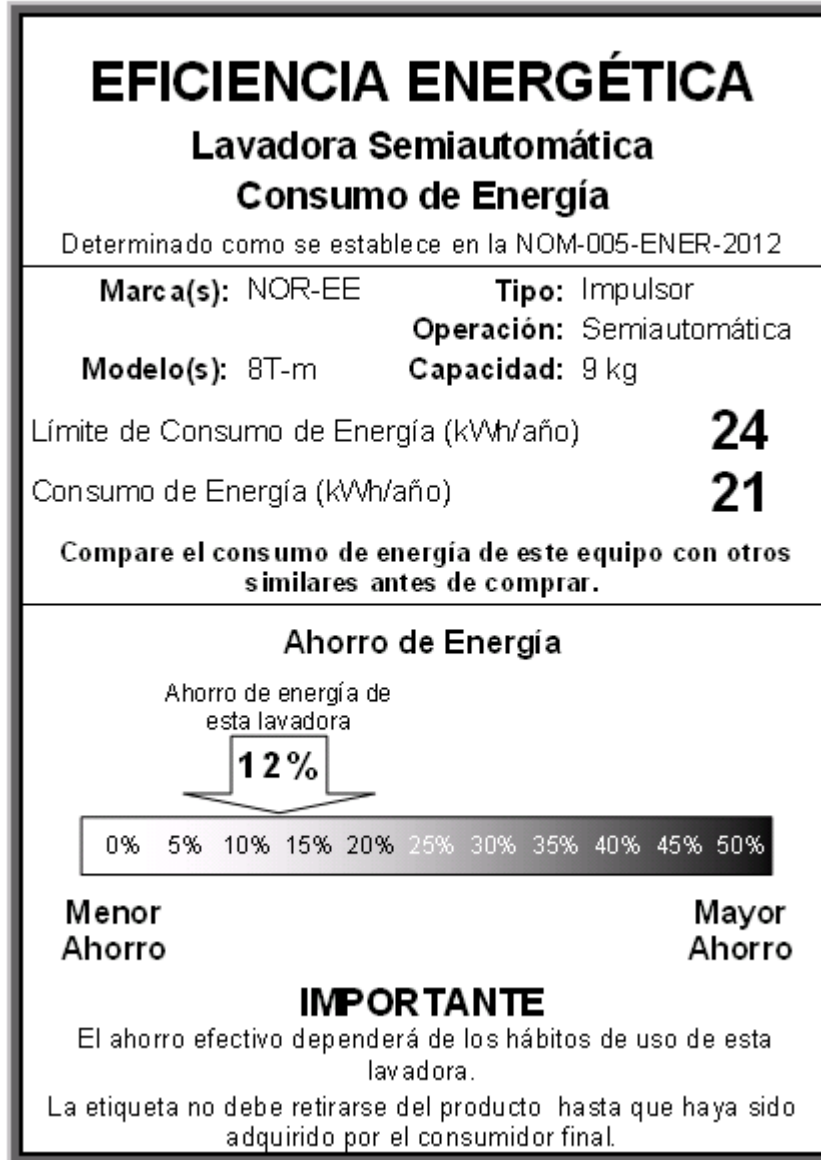 EFICIENCIA ENERGÉTICA
Lavadora Semiautomática
Consumo de Energía
Determinado como se establece en la NOM-005-ENER-2012
Marca(s): NOR-EE Tipo: Impulsor
Operación: Semiautomática
Modelo(s): 8T-m Capacidad: 9 kg
Límite de Consumo de Energía (kWh/año) 24
Consumo de Energía (kWh/año) 21
Compare el consumo de energía de este equipo con otros
similares antes de comprar.
Ahorro de Energía
Ahorro de energía de
esta lavadora
12%
0% 5% 10% 15% 20% 25% 30% 35% 40% 45% 50%
Menor Mayor
Ahorro Ahorro
IMPORTANTE
El ahorro efectivo dependerá de los hábitos de uso de esta
lavadora.
La etiqueta no debe retirarse del producto hasta que haya sido
adquirido por el consumidor final.